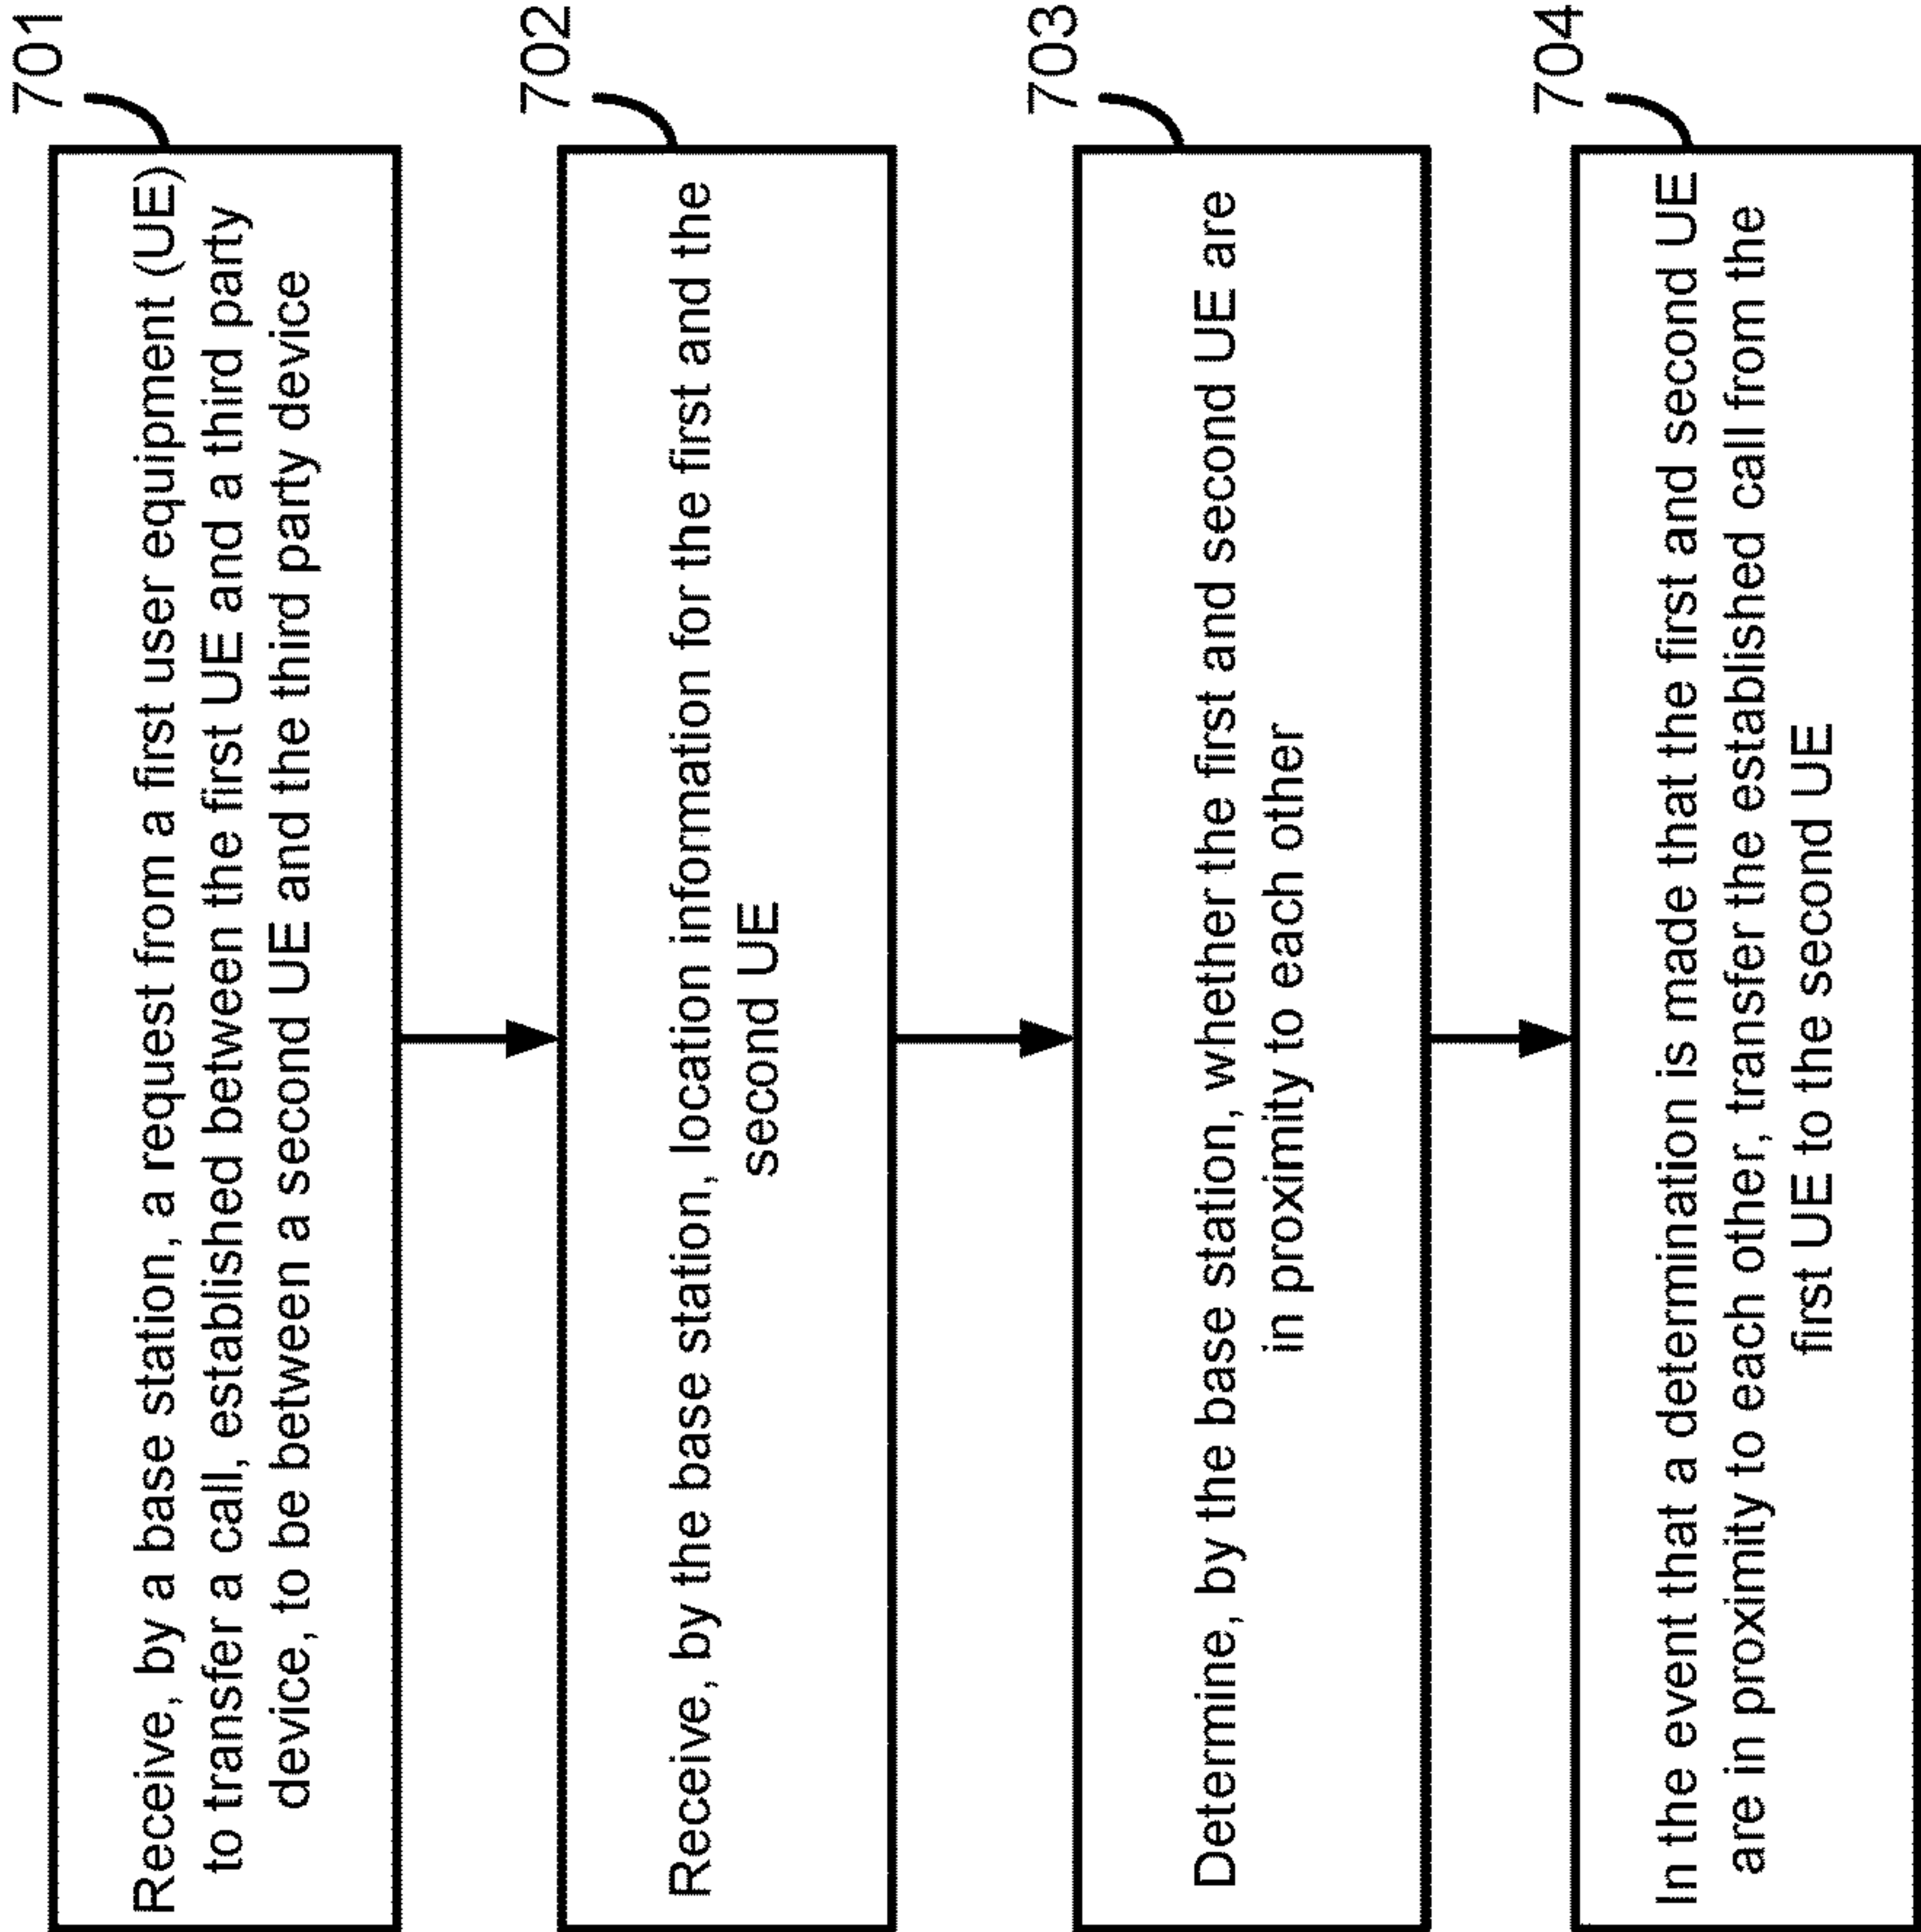 701
Receive, by a base station, a request from a first user equipment (UE)
to transfer a call, established between the first UE and a third party
device, to be between a second UE and the third party device
702
Receive, by the base station, location information for the first and the
second UE
703
Determine, by the base station, whether the first and second UE are
in proximity to each other
704
In the event that a determination is made that the first and second UE
are in proximity to each other, transfer the established call from the
first UE to the second UE